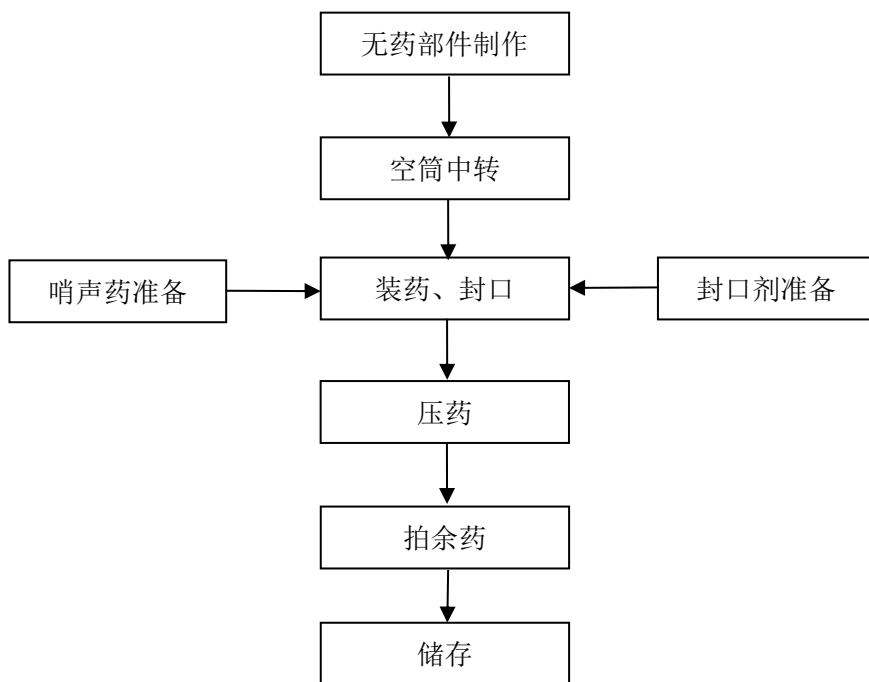 无药部件制作
空筒中转
哨声药准备
装药、封口
封口剂准备
压药
拍余药
储存